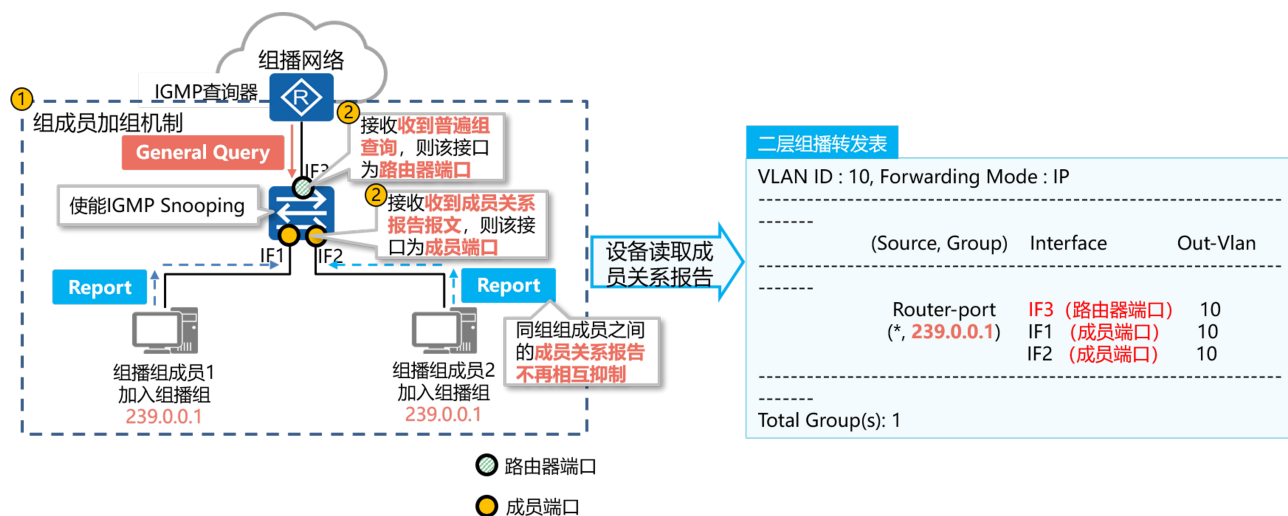 组播网络
IGMP查询器
R
①
组成员加组机制
General Query
②
接收收到普遍组
查询，则该接口
为路由器端口
IF3
使能IGMP Snooping
②
接收收到成员关系
报告报文，则该接
口为成员端口
IF1
IF2
Report
Report
同组组成员之间
的成员关系报告
不再相互抑制
组播组成员1
加入组播组
239.0.0.1
组播组成员2
加入组播组
239.0.0.1
路由器端口
成员端口
设备读取成
员关系报告
二层组播转发表
VLAN ID : 10, Forwarding Mode : IP
-------
(Source, Group) Interface Out-Vlan
-------
Router-port IF3（路由器端口） 10
(*, 239.0.0.1) IF1（成员端口） 10
IF2（成员端口） 10
-------
Total Group(s): 1